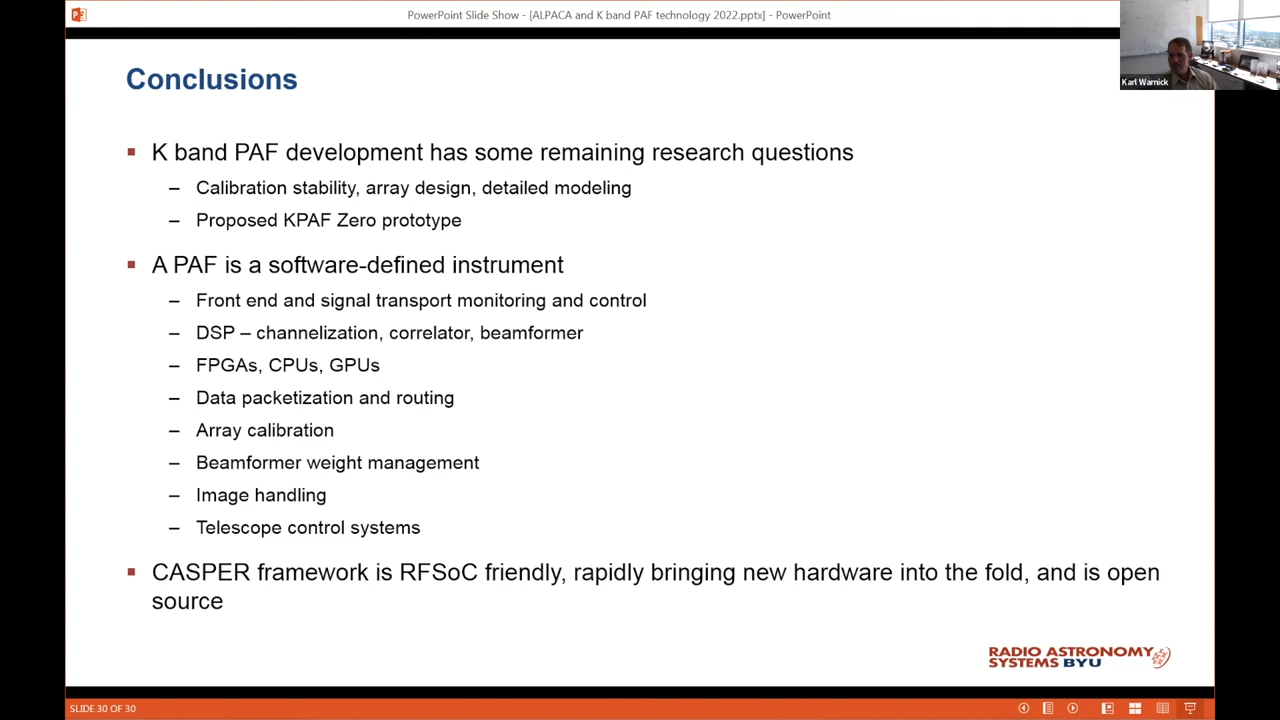 PowerPoint Slide Show - [ALPACA and K band PAF technology 2022.pptx] - PowerPoint
Karl Warnick
Conclusions
▪ K band PAF development has some remaining research questions
– Calibration stability, array design, detailed modeling
– Proposed KPAF Zero prototype
▪ A PAF is a software-defined instrument
– Front end and signal transport monitoring and control
– DSP – channelization, correlator, beamformer
– FPGAs, CPUs, GPUs
– Data packetization and routing
– Array calibration
– Beamformer weight management
– Image handling
– Telescope control systems
▪ CASPER framework is RFSoC friendly, rapidly bringing new hardware into the fold, and is open
source
RADIO ASTRONOMY
SYSTEMS BYU
SLIDE 30 OF 30